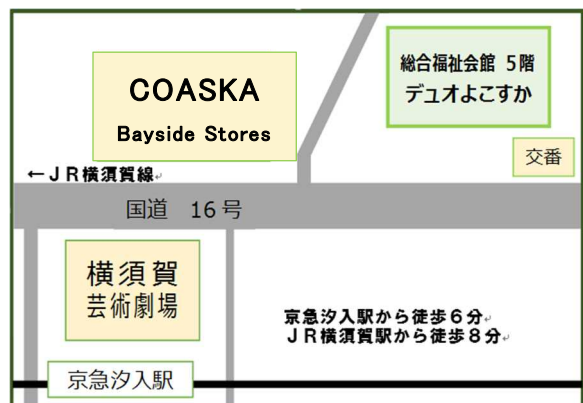 COASKA
Bayside Stores
総合福祉会館 5階
デュオよこすか
交番
←JR横須賀線
国道 16号
横須賀
芸術劇場
京急汐入駅から徒歩6分
JR横須賀駅から徒歩8分
京急汐入駅